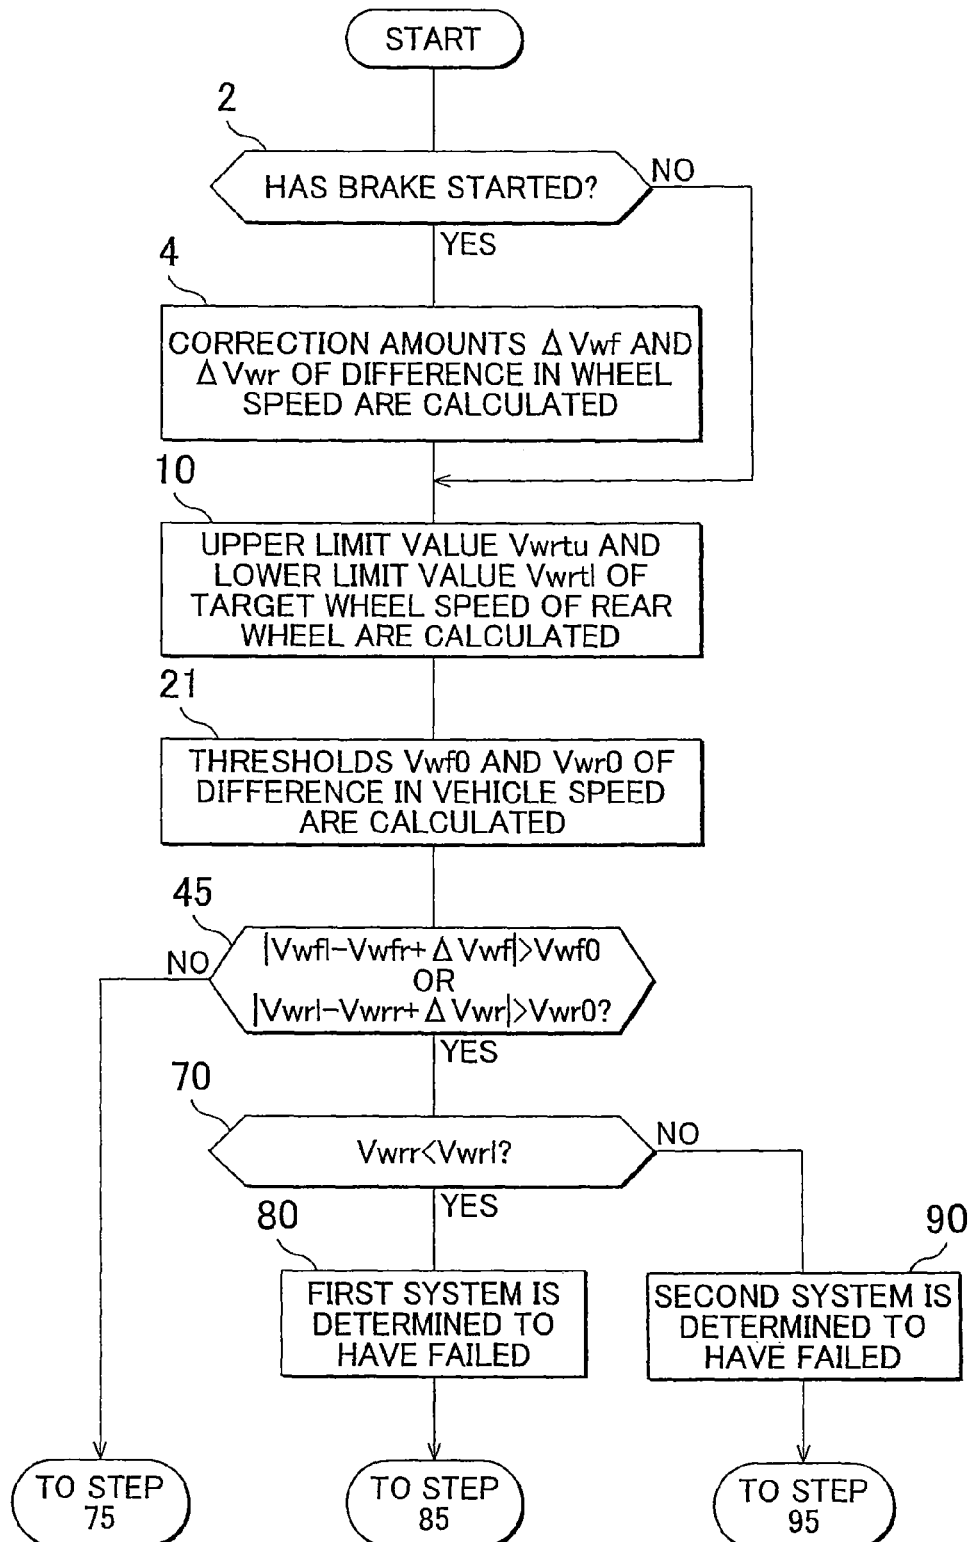 START
2
HAS BRAKE STARTED?
NO
YES
4
CORRECTION AMOUNTS Δ Vwf AND
Δ Vwr OF DIFFERENCE IN WHEEL
SPEED ARE CALCULATED
10
UPPER LIMIT VALUE Vwrtu AND
LOWER LIMIT VALUE Vwrtl OF
TARGET WHEEL SPEED OF REAR
WHEEL ARE CALCULATED
21
THRESHOLDS Vwf0 AND Vwr0 OF
DIFFERENCE IN VEHICLE SPEED
ARE CALCULATED
45
|Vwfl-Vwfr+ Δ Vwf|>Vwf0
OR
|Vwrl-Vwrr+ Δ Vwr|>Vwr0?
NO
YES
70
Vwrr<Vwrl?
NO
YES
80
FIRST SYSTEM IS
DETERMINED TO
HAVE FAILED
90
SECOND SYSTEM IS
DETERMINED TO
HAVE FAILED
TO STEP
75
TO STEP
85
TO STEP
95